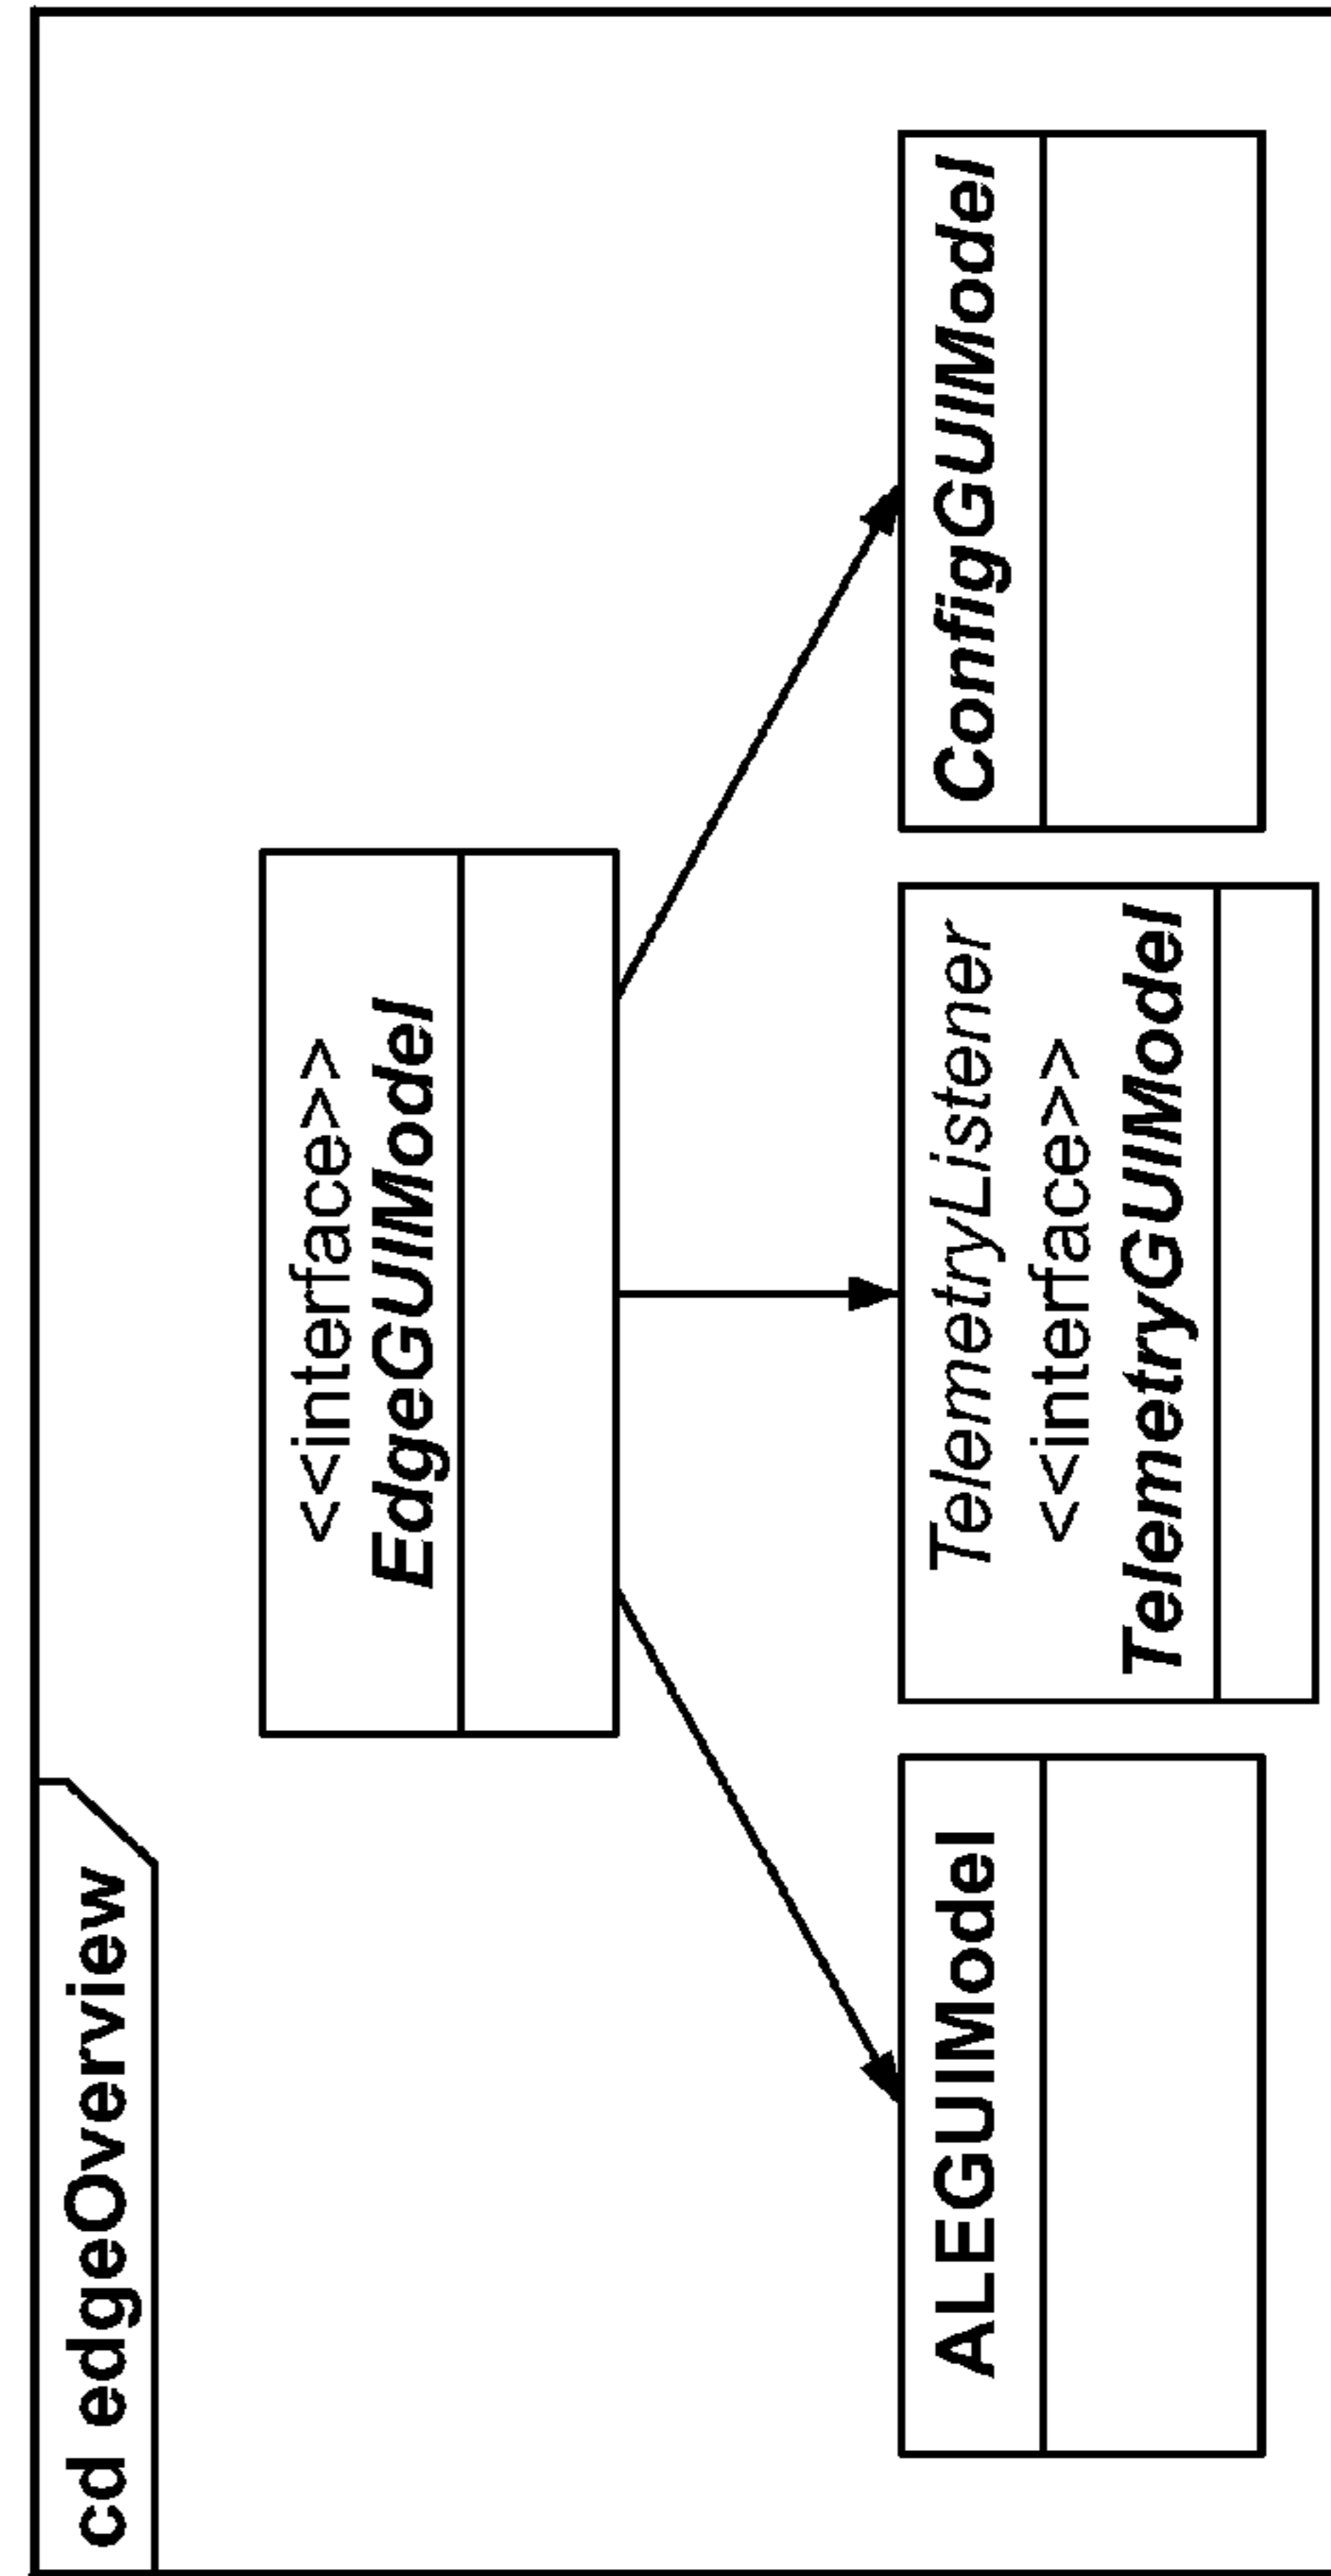 cd edgeOverview
<<interface>>
EdgeGUIModel
ALEGUIModel
TelemetryListener
<<interface>>
TelemetryGUIModel
ConfigGUIModel